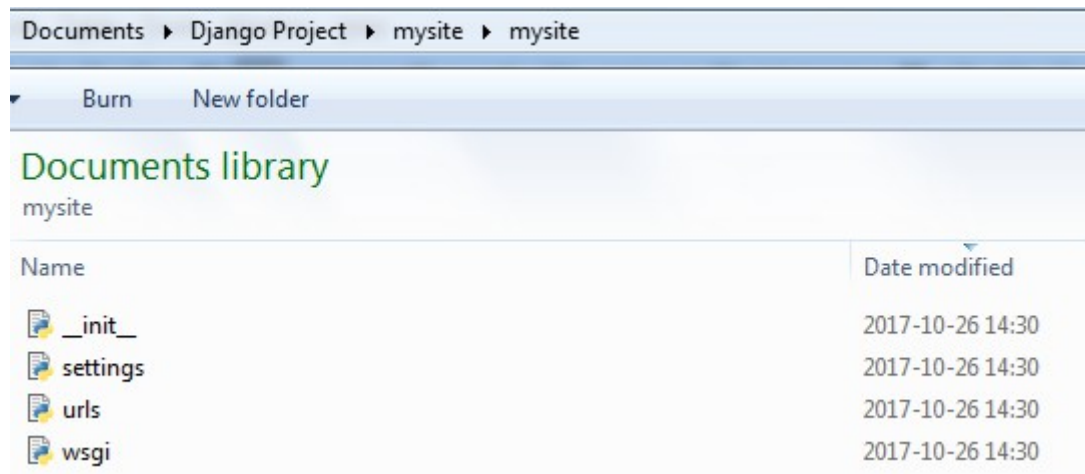 Documents ▸ Django Project ▸ mysite ▸ mysite
Burn New folder
Documents library
mysite
Name Date modified
__init__ 2017-10-26 14:30
settings 2017-10-26 14:30
urls 2017-10-26 14:30
wsgi 2017-10-26 14:30